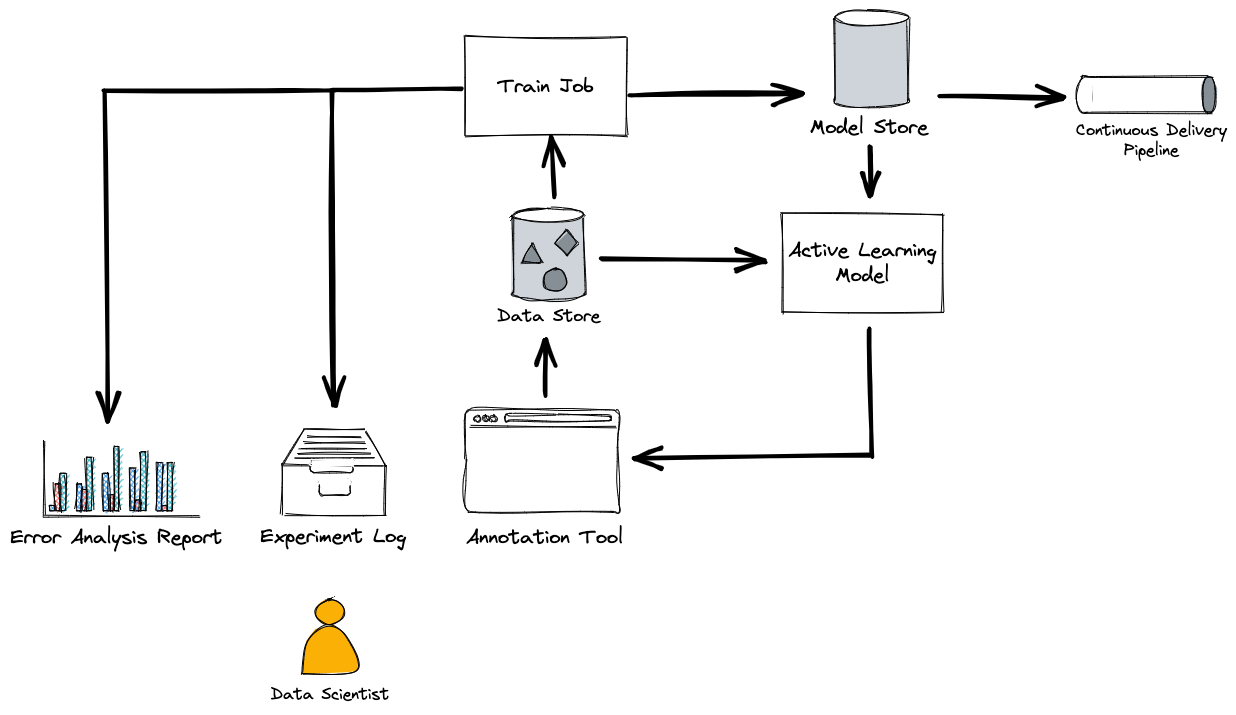 Train Job
Model Store
Continuous Delivery
Pipeline
Active Learning
Model
Data Store
Error Analysis Report
Experiment Log
Annotation Tool
Data Scientist